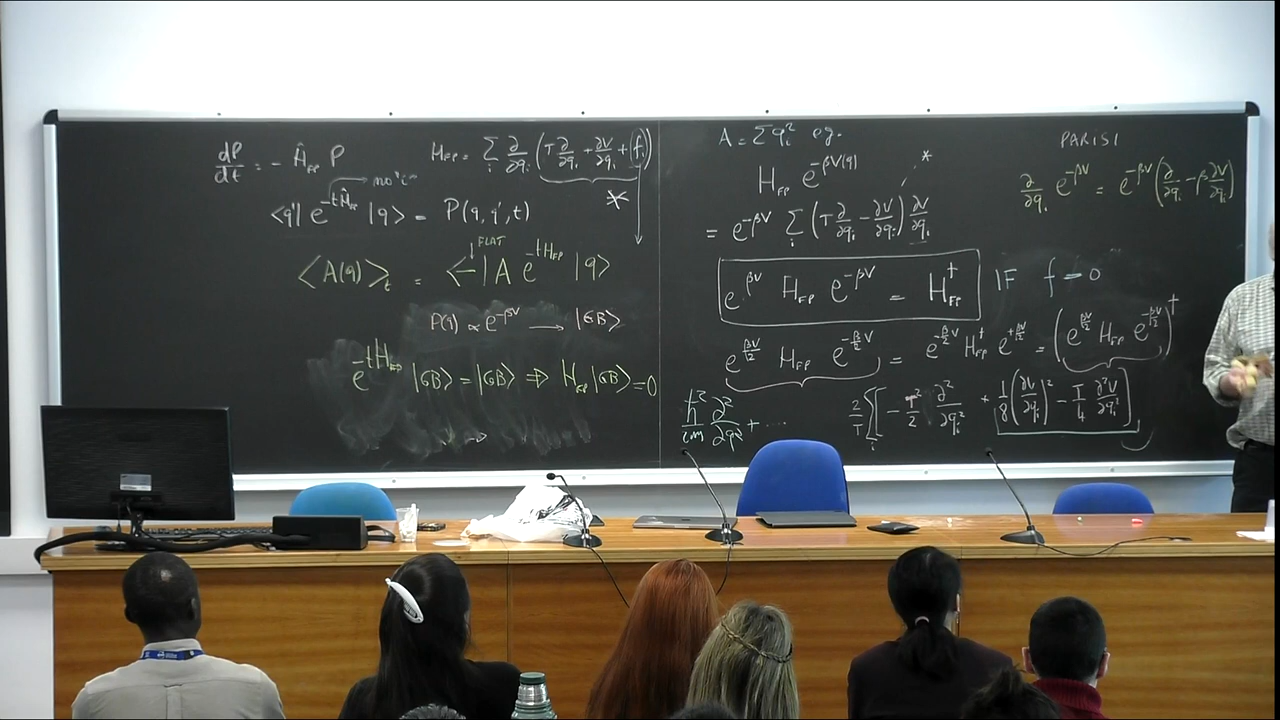 dP/dt = - Ĥ_FP P
H_FP = Σ_i ∂/∂q_i (T ∂/∂q_i + ∂V/∂q_i + f_i)
→ no "i"
*
<q'| e^{-tĤ_FP} |q> = P(q, q', t)
FLAT
<A(q)>_t = <-| A e^{-tH_FP} |q>
P(q) ∝ e^{-βV} → |GB>
e^{-tH_FP} |GB> = |GB> ⇒ H_FP |GB> = 0
A = Σ q_i^2 eg.
H_FP e^{-βV(q)}
*
= e^{-βV} Σ_i (T ∂/∂q_i - ∂V/∂q_i) ∂V/∂q_i
e^{βV} H_FP e^{-βV} = H_FP^† IF f = 0
e^{βV/2} H_FP e^{-β/2 V} = e^{-β/2 V} H_FP^† e^{+βV/2} = (e^{βV/2} H_FP e^{-βV/2})^†
ħ^2/2m ∂^2/∂q^2 + ...
2/T Σ_i [ - T^2/2 ∂^2/∂q_i^2 + 1/8 (∂V/∂q_i)^2 - T/4 ∂^2V/∂q_i^2 ]
PARISI
∂/∂q_i e^{-βV} = e^{-βV} (∂/∂q_i - β ∂V/∂q_i)